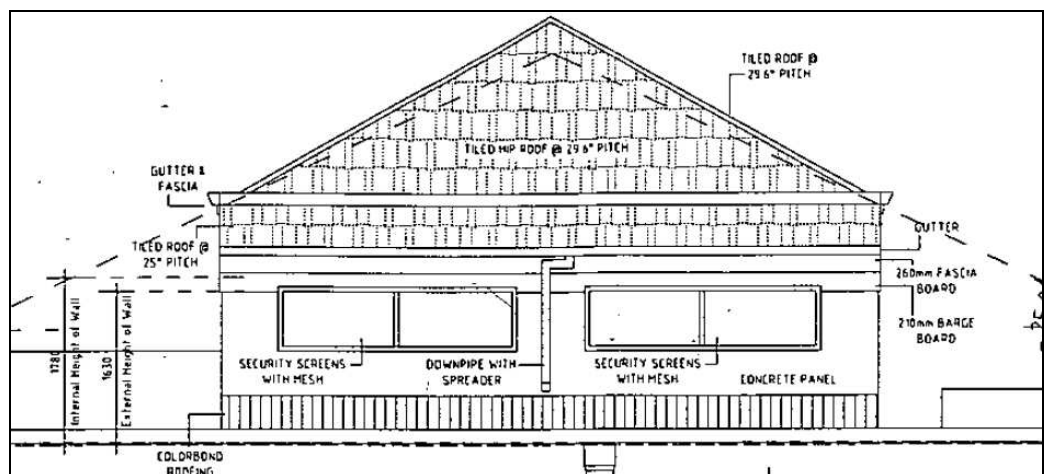 TILED ROOF @
29.6° PITCH
TILED HIP ROOF @ 29.6° PITCH
GUTTER &
FASCIA
GUTTER
TILED ROOF @
25° PITCH
260mm FASCIA
BOARD
210mm BARGE
BOARD
1780
Internal Height of Wall
1630
External Height of Wall
SECURITY SCREENS
WITH MESH
DOWNPIPE WITH
SPREADER
SECURITY SCREENS
WITH MESH
CONCRETE PANEL
COLORBOND
ROOFING